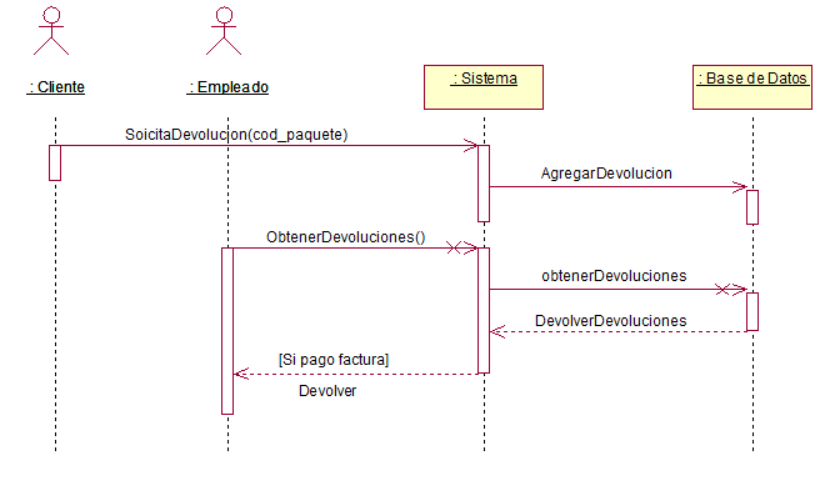 : Cliente
: Empleado
: Sistema
: Base de Datos
SoicitaDevolucion(cod_paquete)
AgregarDevolucion
ObtenerDevoluciones()
obtenerDevoluciones
DevolverDevoluciones
[Si pago factura]
Devolver